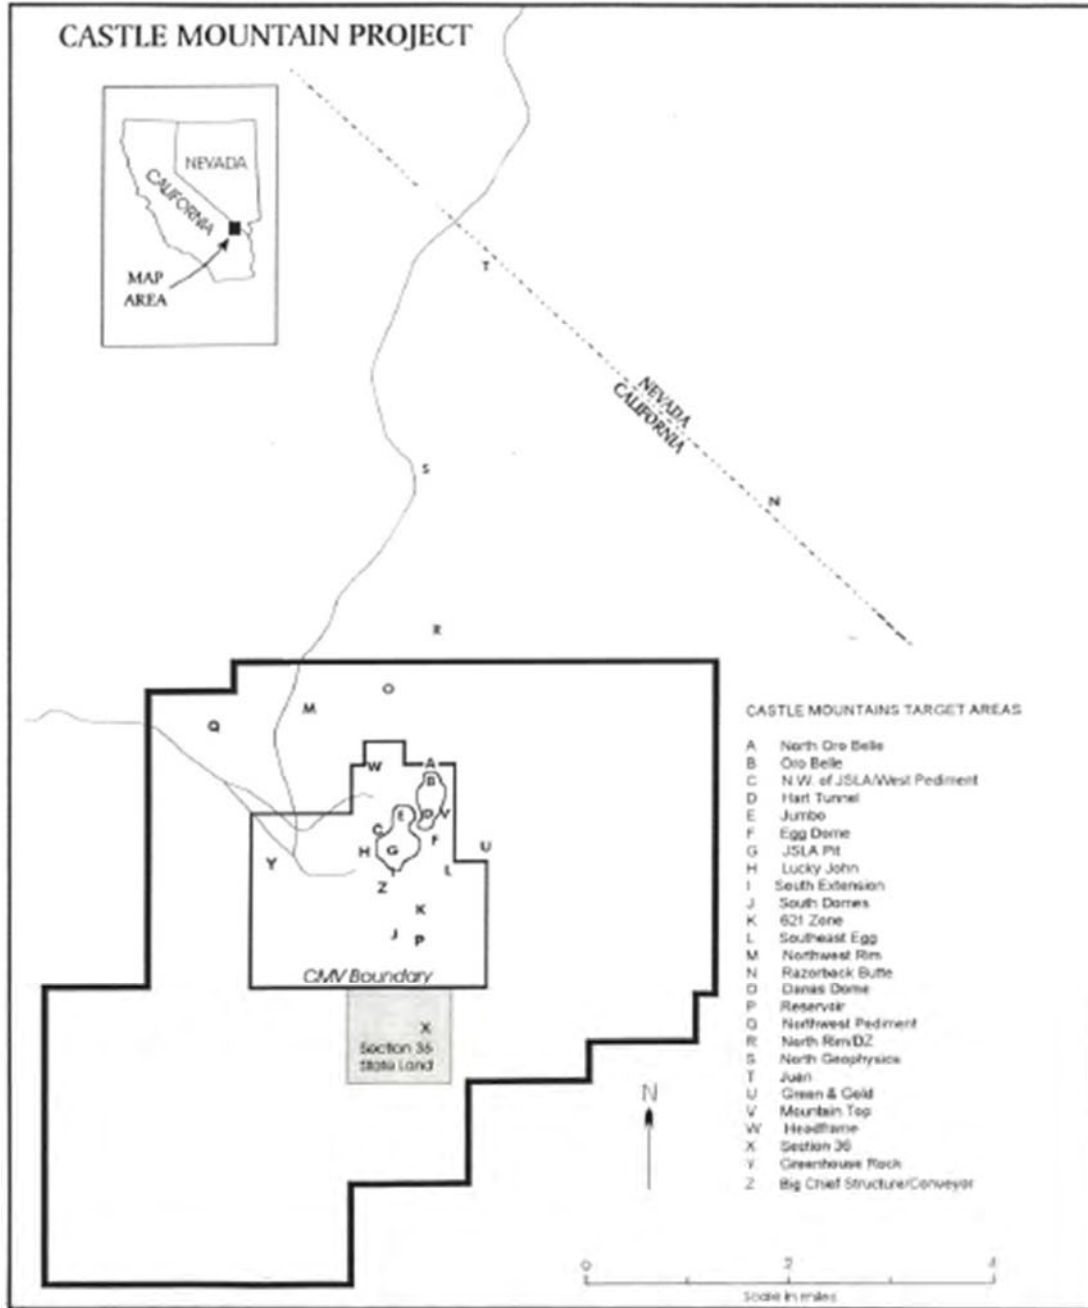 CASTLE MOUNTAIN PROJECT
NEVADA
CALIFORNIA
MAP
AREA
T
NEVADA
CALIFORNIA
S
N
R
O
M
Q
W
A
B
E
D
V
C
F
H
G
U
Y
I
L
Z
K
J
P
CMV Boundary
X
Section 36
State Land
CASTLE MOUNTAINS TARGET AREAS
A North Oro Belle
B Oro Belle
C N.W. of JSLA/West Pediment
D Hart Tunnel
E Jumbo
F Egg Dome
G JSLA Pit
H Lucky John
I South Extension
J South Domes
K 621 Zone
L Southeast Egg
M Northwest Rim
N Razorback Butte
O Danas Dome
P Reservoir
Q Northwest Pediment
R North Rim/DZ
S North Geophysics
T Juan
U Green & Gold
V Mountain Top
W Headframe
X Section 36
Y Greenhouse Rock
Z Big Chief Structure/Conveyor
N
0 2 4
Scale in miles